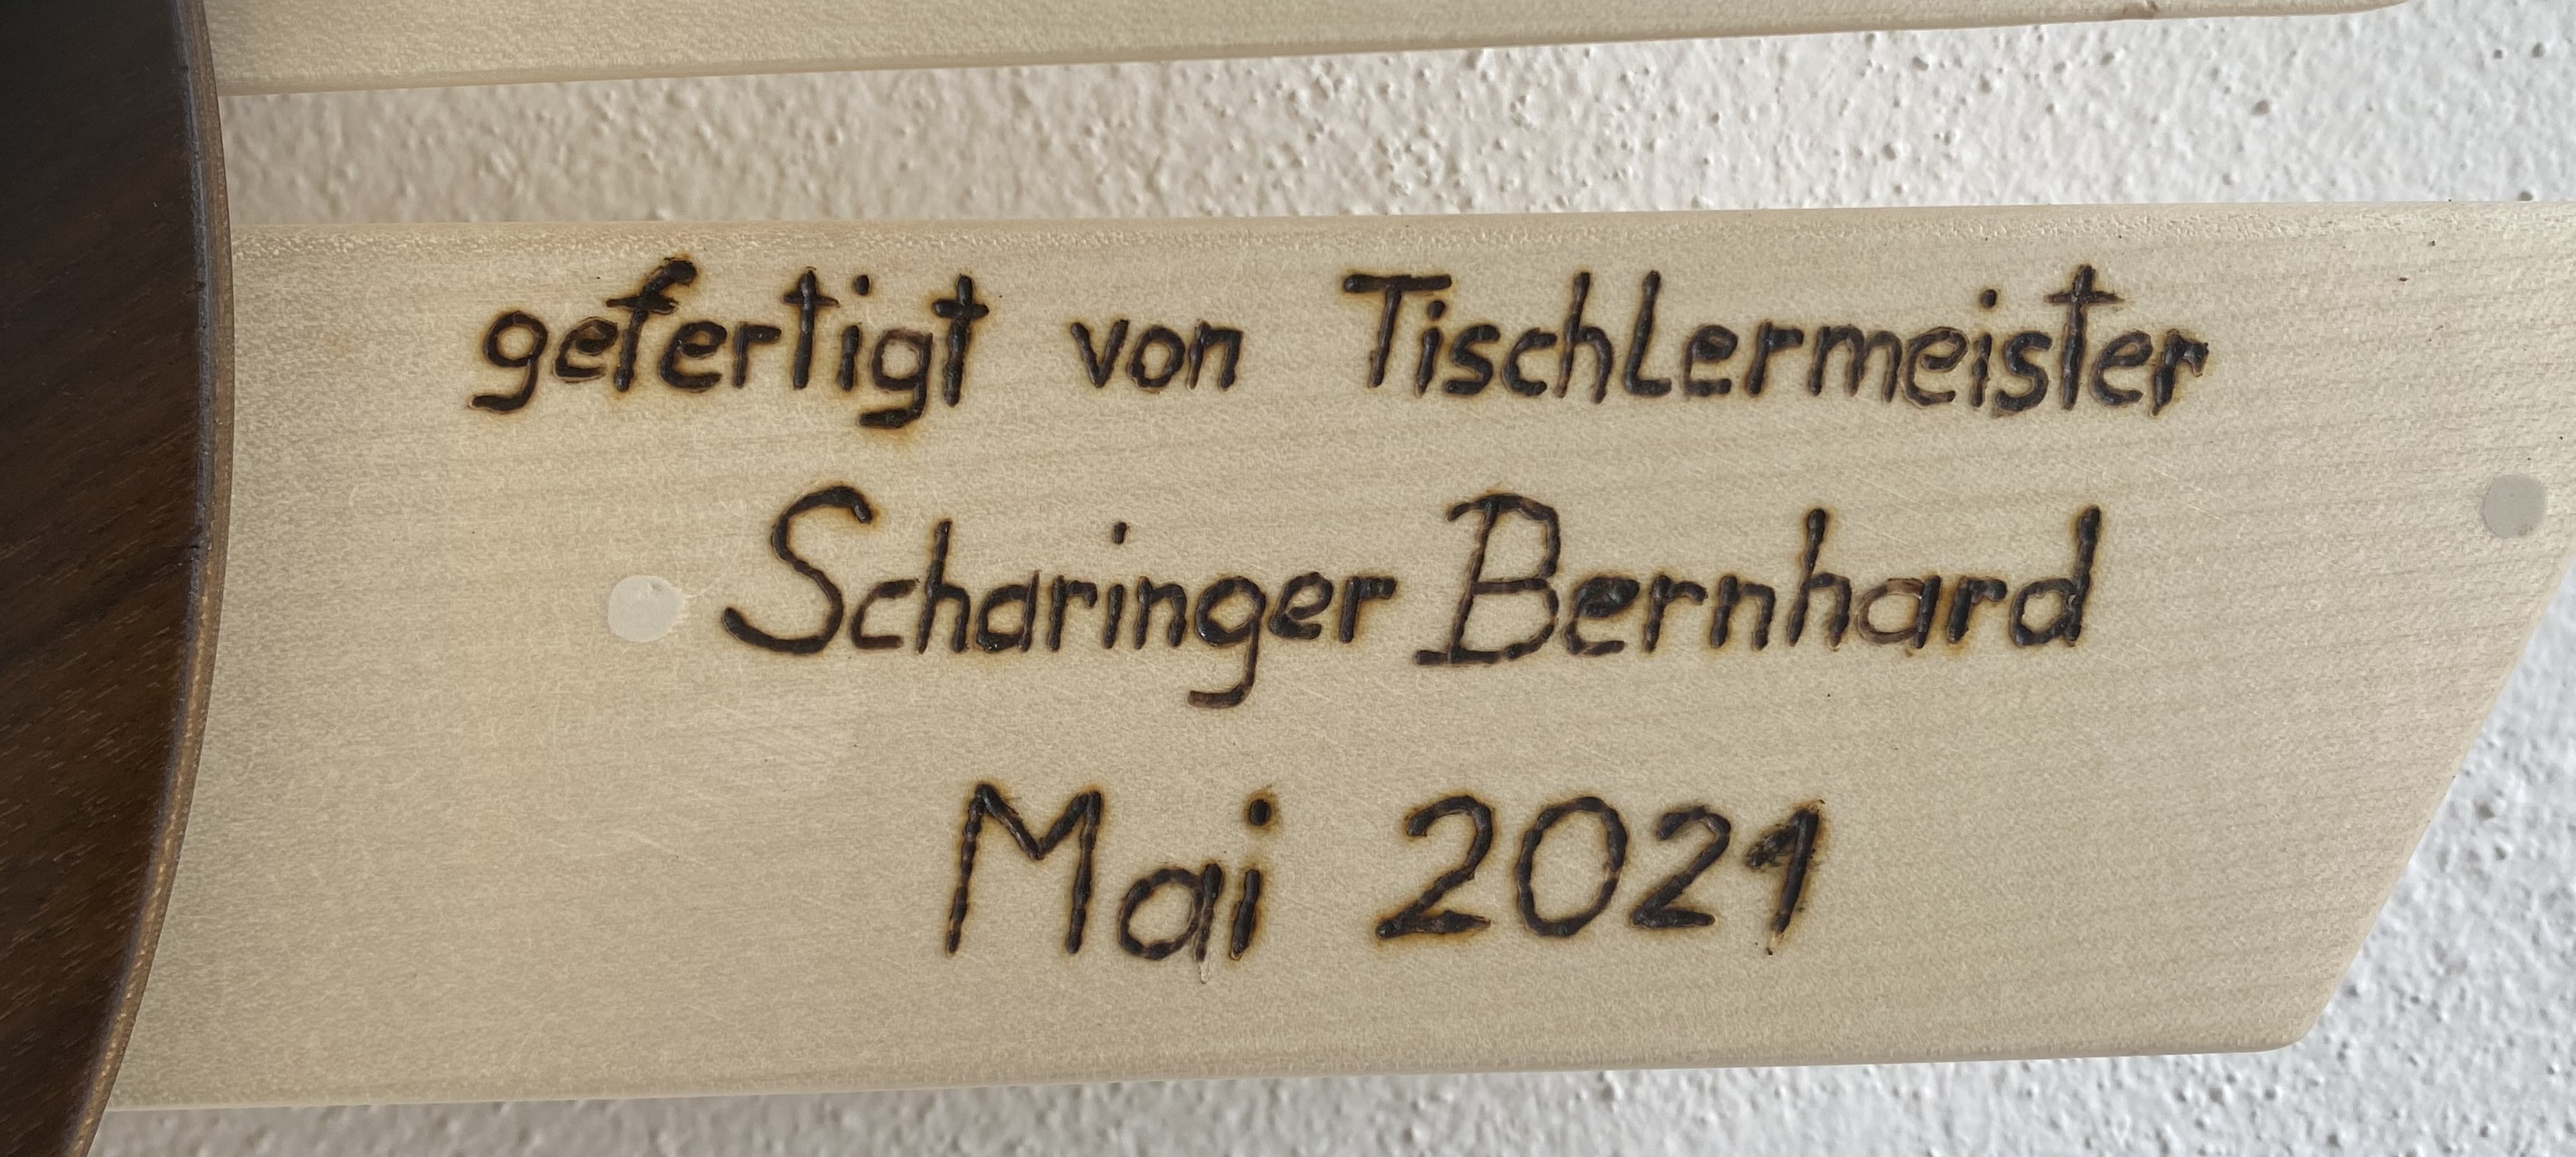 gefertigt von Tischlermeister
Scharinger Bernhard
Mai 2021